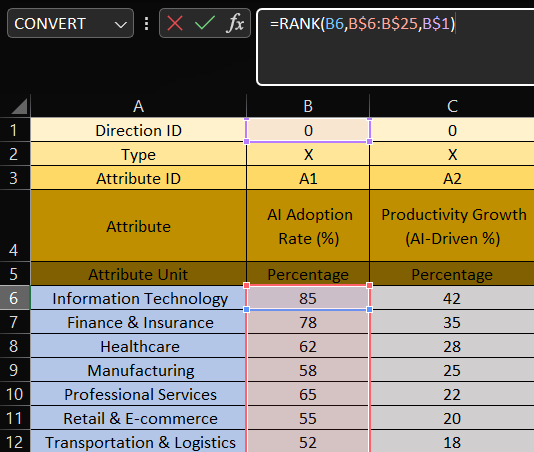 CONVERT fx =RANK(B6,B$6:B$25,B$1)
A B C
1 Direction ID 0 0
2 Type X X
3 Attribute ID A1 A2
4 Attribute AI Adoption Rate (%) Productivity Growth (AI-Driven %)
5 Attribute Unit Percentage Percentage
6 Information Technology 85 42
7 Finance & Insurance 78 35
8 Healthcare 62 28
9 Manufacturing 58 25
10 Professional Services 65 22
11 Retail & E-commerce 55 20
12 Transportation & Logistics 52 18